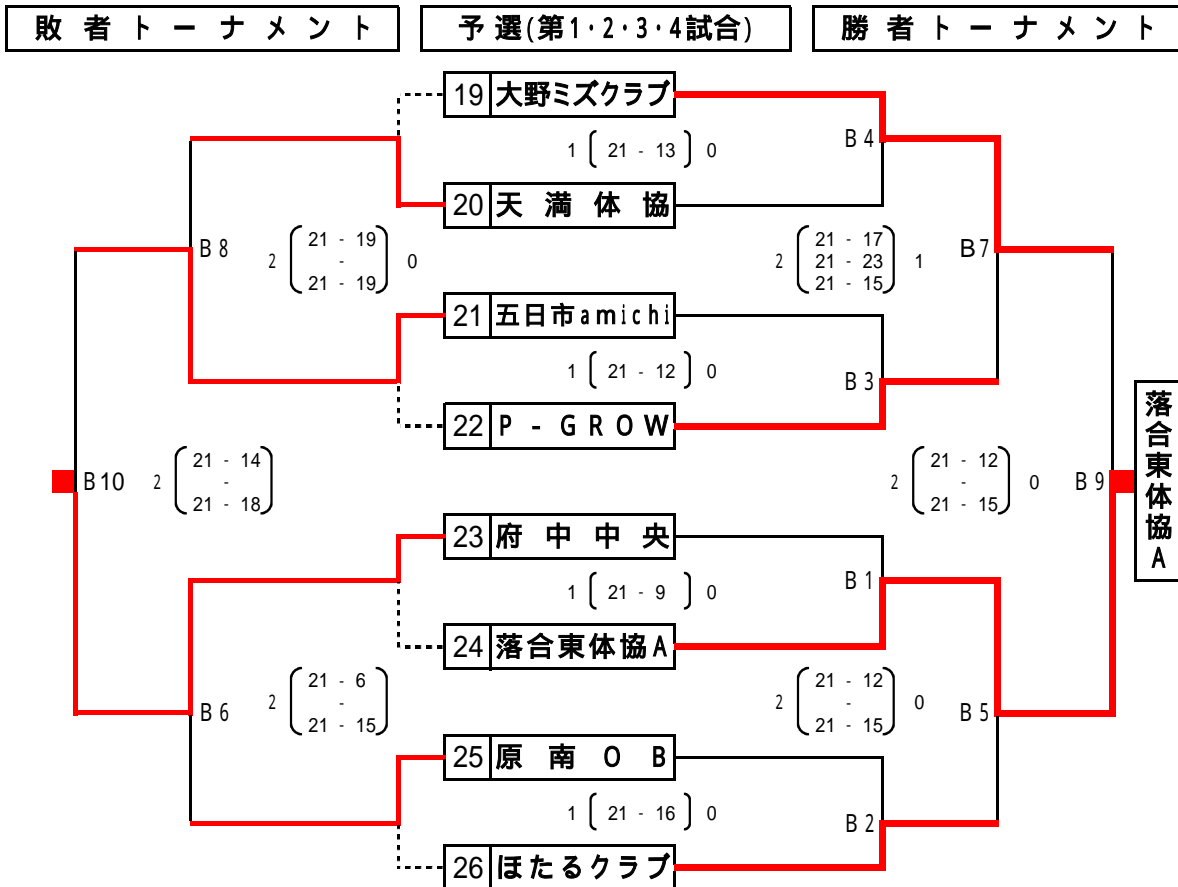 敗者トーナメント
予選(第1・2・3・4試合)
勝者トーナメント
19 大野ミズクラブ
1 ( 21 - 13 ) 0
B4
20 天満体協
B8
2 ( 21 - 19
-
21 - 19 ) 0
2 ( 21 - 17
21 - 23
21 - 15 ) 1
B7
21 五日市amichi
1 ( 21 - 12 ) 0
B3
22 P-GROW
B10
2 ( 21 - 14
-
21 - 18 )
2 ( 21 - 12
-
21 - 15 ) 0
B9
落合東体協A
23 府中中央
1 ( 21 - 9 ) 0
B1
24 落合東体協A
B6
2 ( 21 - 6
-
21 - 15 )
2 ( 21 - 12
-
21 - 15 ) 0
B5
25 原南OB
1 ( 21 - 16 ) 0
B2
26 ほたるクラブ